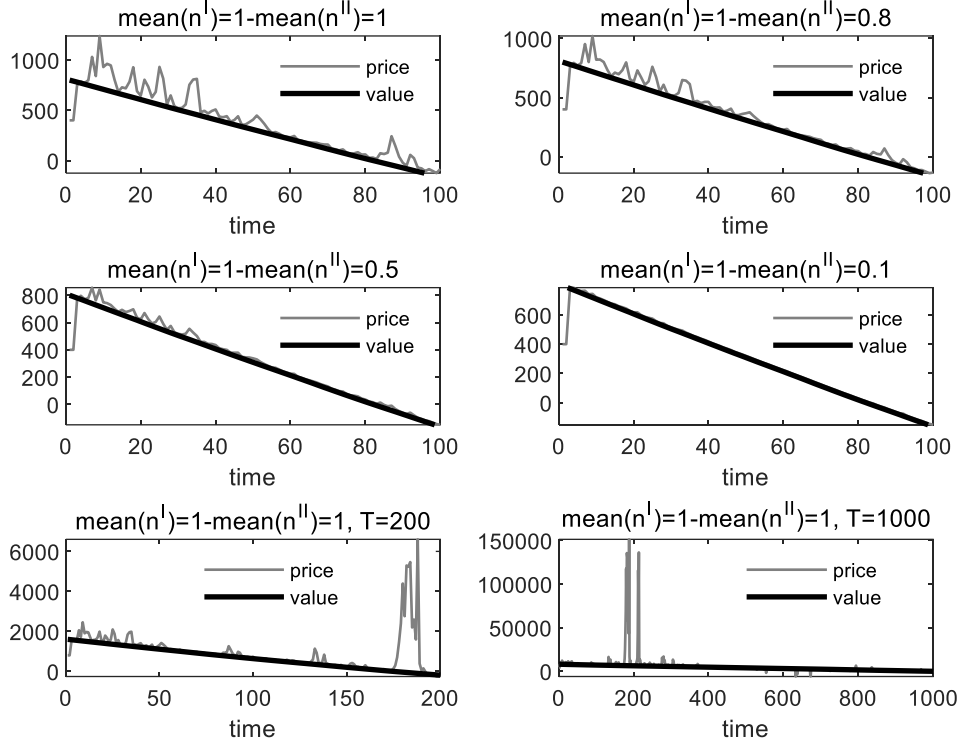 mean(n^I)=1-mean(n^II)=1
1000
500
0
price
value
0 20 40 60 80 100
time
mean(n^I)=1-mean(n^II)=0.8
1000
500
0
price
value
0 20 40 60 80 100
time
mean(n^I)=1-mean(n^II)=0.5
800
600
400
200
0
price
value
0 20 40 60 80 100
time
mean(n^I)=1-mean(n^II)=0.1
600
400
200
0
price
value
0 20 40 60 80 100
time
mean(n^I)=1-mean(n^II)=1, T=200
6000
4000
2000
0
price
value
0 50 100 150 200
time
mean(n^I)=1-mean(n^II)=1, T=1000
150000
100000
50000
0
price
value
0 200 400 600 800 1000
time